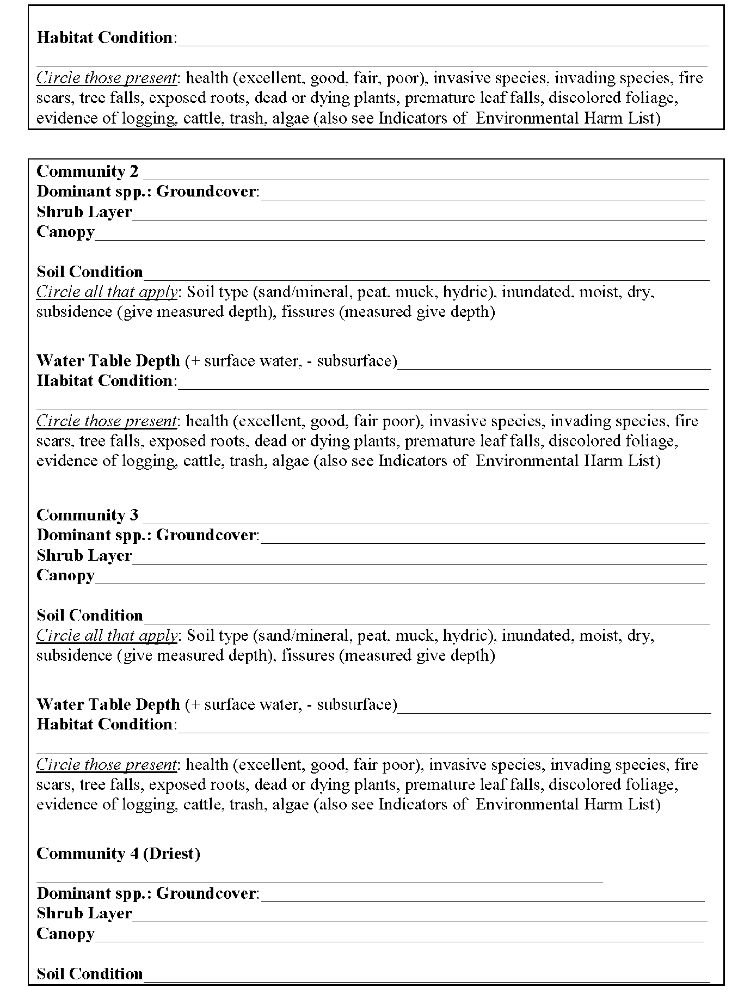 Habitat Condition:
Circle those present: health (excellent, good, fair, poor), invasive species, invading species, fire
scars, tree falls, exposed roots, dead or dying plants, premature leaf falls, discolored foliage,
evidence of logging, cattle, trash, algae (also see Indicators of Environmental Harm List)
Community 2
Dominant spp.: Groundcover:
Shrub Layer
Canopy
Soil Condition
Circle all that apply: Soil type (sand/mineral, peat, muck, hydric), inundated, moist, dry,
subsidence (give measured depth), fissures (measured give depth)
Water Table Depth (+ surface water, - subsurface)
Habitat Condition:
Circle those present: health (excellent, good, fair poor), invasive species, invading species, fire
scars, tree falls, exposed roots, dead or dying plants, premature leaf falls, discolored foliage,
evidence of logging, cattle, trash, algae (also see Indicators of Environmental Harm List)
Community 3
Dominant spp.: Groundcover:
Shrub Layer
Canopy
Soil Condition
Circle all that apply: Soil type (sand/mineral, peat, muck, hydric), inundated, moist, dry,
subsidence (give measured depth), fissures (measured give depth)
Water Table Depth (+ surface water, - subsurface)
Habitat Condition:
Circle those present: health (excellent, good, fair poor), invasive species, invading species, fire
scars, tree falls, exposed roots, dead or dying plants, premature leaf falls, discolored foliage,
evidence of logging, cattle, trash, algae (also see Indicators of Environmental Harm List)
Community 4 (Driest)
Dominant spp.: Groundcover:
Shrub Layer
Canopy
Soil Condition